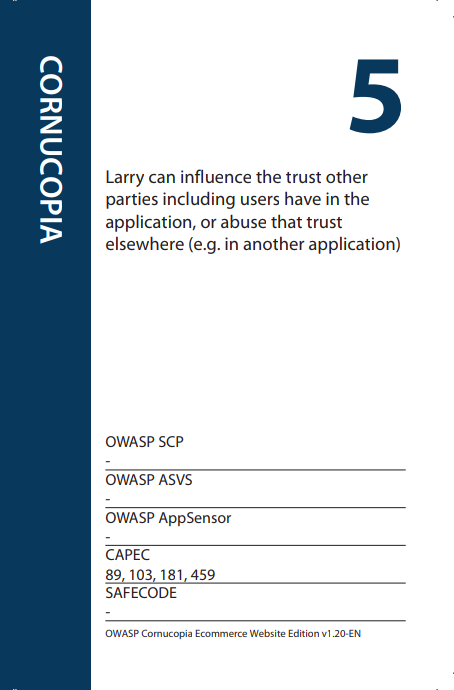 CORNUCOPIA
5
Larry can influence the trust other
parties including users have in the
application, or abuse that trust
elsewhere (e.g. in another application)
OWASP SCP
-
OWASP ASVS
-
OWASP AppSensor
-
CAPEC
89, 103, 181, 459
SAFECODE
-
OWASP Cornucopia Ecommerce Website Edition v1.20-EN